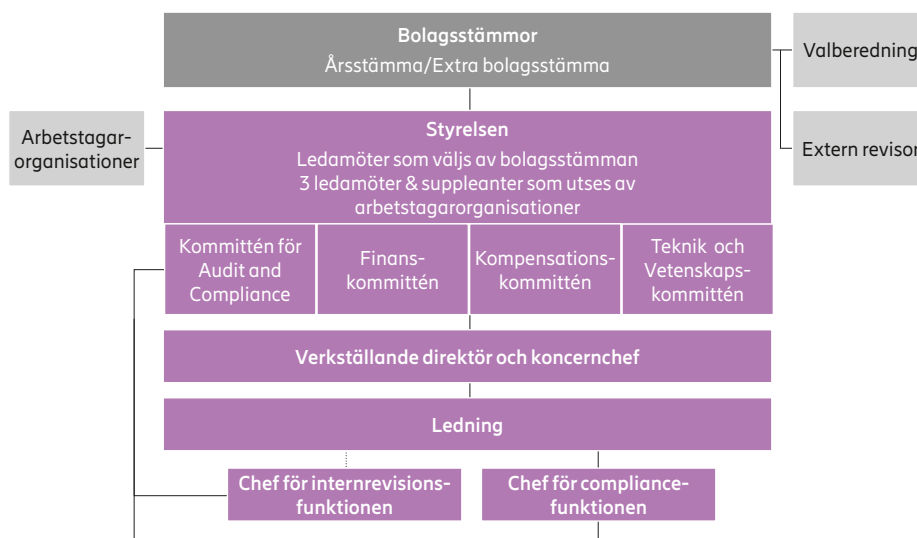 Bolagsstämmor
Årsstämma/Extra bolagsstämma
Valberedning
Arbetstagar-
organisationer
Styrelsen
Ledamöter som väljs av bolagsstämman
3 ledamöter & suppleanter som utses av
arbetstagarorganisationer
Extern revisor
Kommittén för
Audit and
Compliance
Finans-
kommittén
Kompensations-
kommittén
Teknik och
Vetenskaps-
kommittén
Verkställande direktör och koncernchef
Ledning
Chef för internrevisions-
funktionen
Chef för compliance-
funktionen